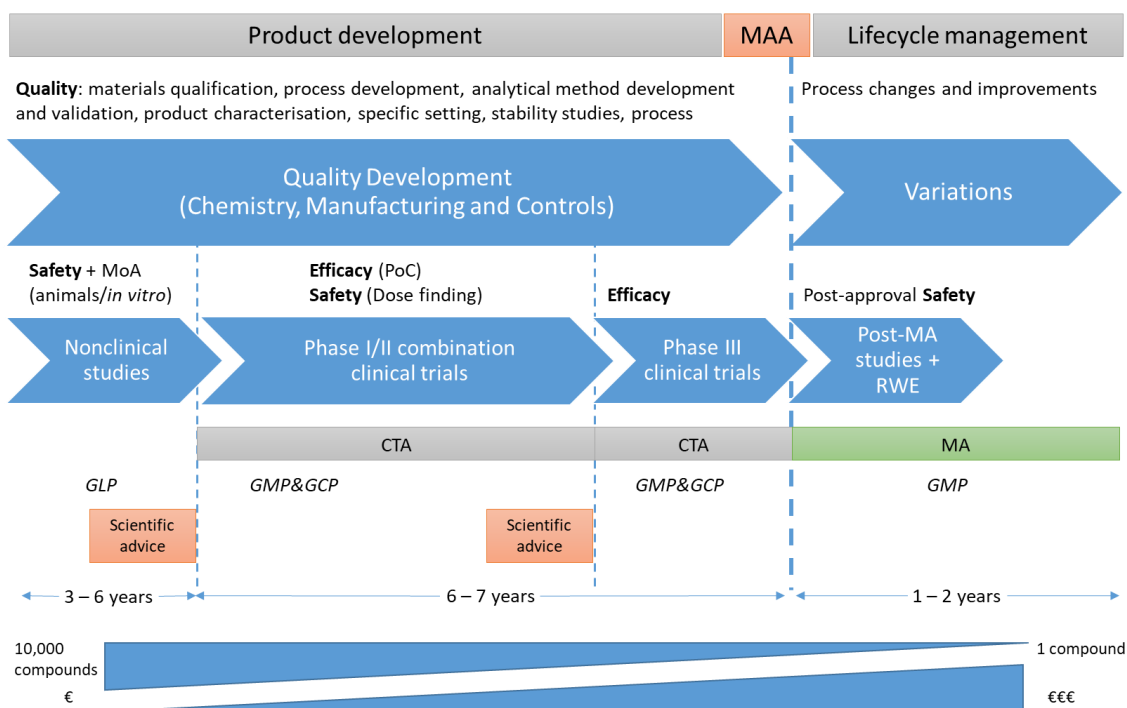 Product development
MAA
Lifecycle management
Quality: materials qualification, process development, analytical method development
and validation, product characterisation, specific setting, stability studies, process
Process changes and improvements
Quality Development
(Chemistry, Manufacturing and Controls)
Variations
Safety + MoA
(animals/in vitro)
Efficacy (PoC)
Safety (Dose finding)
Efficacy
Post-approval Safety
Nonclinical
studies
Phase I/II combination
clinical trials
Phase III
clinical trials
Post-MA
studies +
RWE
CTA
CTA
MA
GLP
GMP&GCP
GMP&GCP
GMP
Scientific
advice
Scientific
advice
3 – 6 years
6 – 7 years
1 – 2 years
10,000
compounds
1 compound
€
€€€